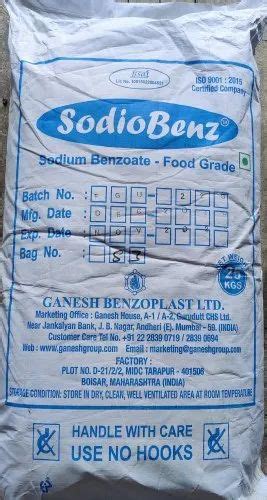 fssai
ISO 9001 : 2015
Certified Company
SodioBenz
Sodium Benzoate - Food Grade
Batch No. :
Mfg. Date :
Exp. Date :
Bag No. : 83
NET WEIGHT
25
KGS
GANESH BENZOPLAST LTD.
Marketing Office : Ganesh House, A-1 / A-2, Gurudutt CHS Ltd.
Near Jankalyan Bank, J. B. Nagar, Andheri (E). Mumbai - 59. (INDIA)
Customer Care Tel No. +91 22 2839 0719 / 2839 0694
Web : www.ganeshgroup.com Email : marketing@ganeshgroup.com
FACTORY :
PLOT NO. D-21/2/2, MIDC TARAPUR - 401506
BOISAR, MAHARASHTRA (INDIA)
STORAGE CONDITION: STORE IN DRY, CLEAN, WELL VENTILATED AREA AT ROOM TEMPERATURE
HANDLE WITH CARE
USE NO HOOKS